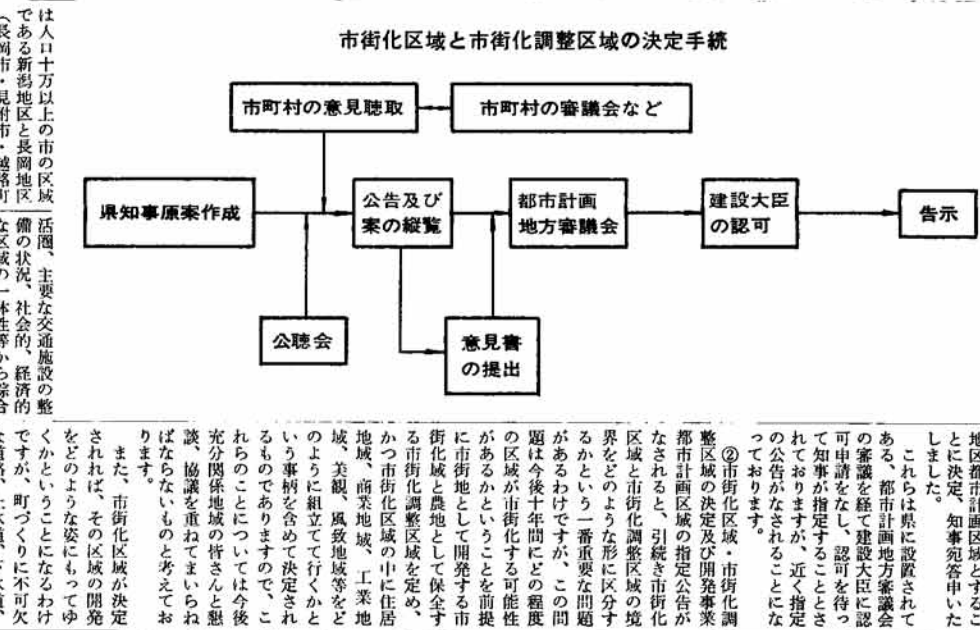 市街化区域と市街化調整区域の決定手続
市町村の意見聴取
市町村の審議会など
県知事原案作成
公告及び
案の縦覧
都市計画
地方審議会
建設大臣
の認可
告示
公聴会
意見書
の提出
は人口十万以上の市の区域
である新潟地区と長岡地区
(長岡市・見附市・越路町
活圏、主要な交通施設の整
備の状況、社会的、経済的
な区域の一体性等から綜合
地区都市計画区域とするこ
とに決定、知事宛答申いた
しました。
これらは県に設置されて
ある、都市計画地方審議会
の審議を経て建設大臣に認
可申請をなし、認可を待っ
て知事が指定することとさ
れておりますが、近く指定
の公告がなされることにな
っております。
②市街化区域・市街化調
整区域の決定及び開発事業
都市計画区域の指定公告が
なされると、引続き市街化
区域と市街化調整区域の境
界をどのような形に区分す
るかという一番重要な問題
があるわけですが、この問
題は今後十年間にどの程度
の区域が市街化する可能性
があるかということを前提
に市街地として開発する市
街化域と農地として保全す
る市街化調整区域を定め、
かつ市街化区域の中に住居
地域、商業地域、工業地
域、美観、風致地域等をど
のように組立てて行くかと
いう事柄を含めて決定され
るものでありますので、こ
れらのことについては今後
充分関係地域の皆さんと懇
談、協議を重ねてまいらね
ばならないものと考えてお
ります。
また、市街化区域が決定
されれば、その区域の開発
をどのような姿にもってゆ
くかということになるわけ
ですが、町づくりに不可欠
な道路、上水道、下水道、